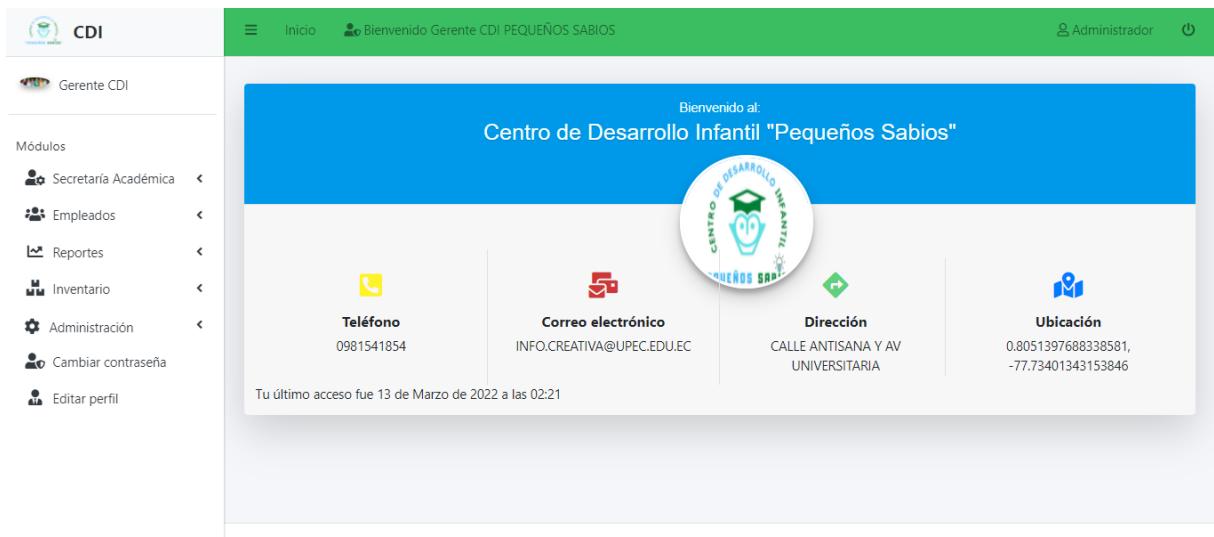 CDI
Inicio
Bienvenido Gerente CDI PEQUEÑOS SABIOS
Administrador
Gerente CDI
Módulos
Secretaría Académica
Empleados
Reportes
Inventario
Administración
Cambiar contraseña
Editar perfil
Bienvenido al:
Centro de Desarrollo Infantil "Pequeños Sabios"
CENTRO DE DESARROLLO INFANTIL
Teléfono
0981541854
Correo electrónico
INFO.CREATIVA@UPEC.EDU.EC
Dirección
CALLE ANTISANA Y AV
UNIVERSITARIA
Ubicación
0.8051397688338581,
-77.73401343153846
Tu último acceso fue 13 de Marzo de 2022 a las 02:21